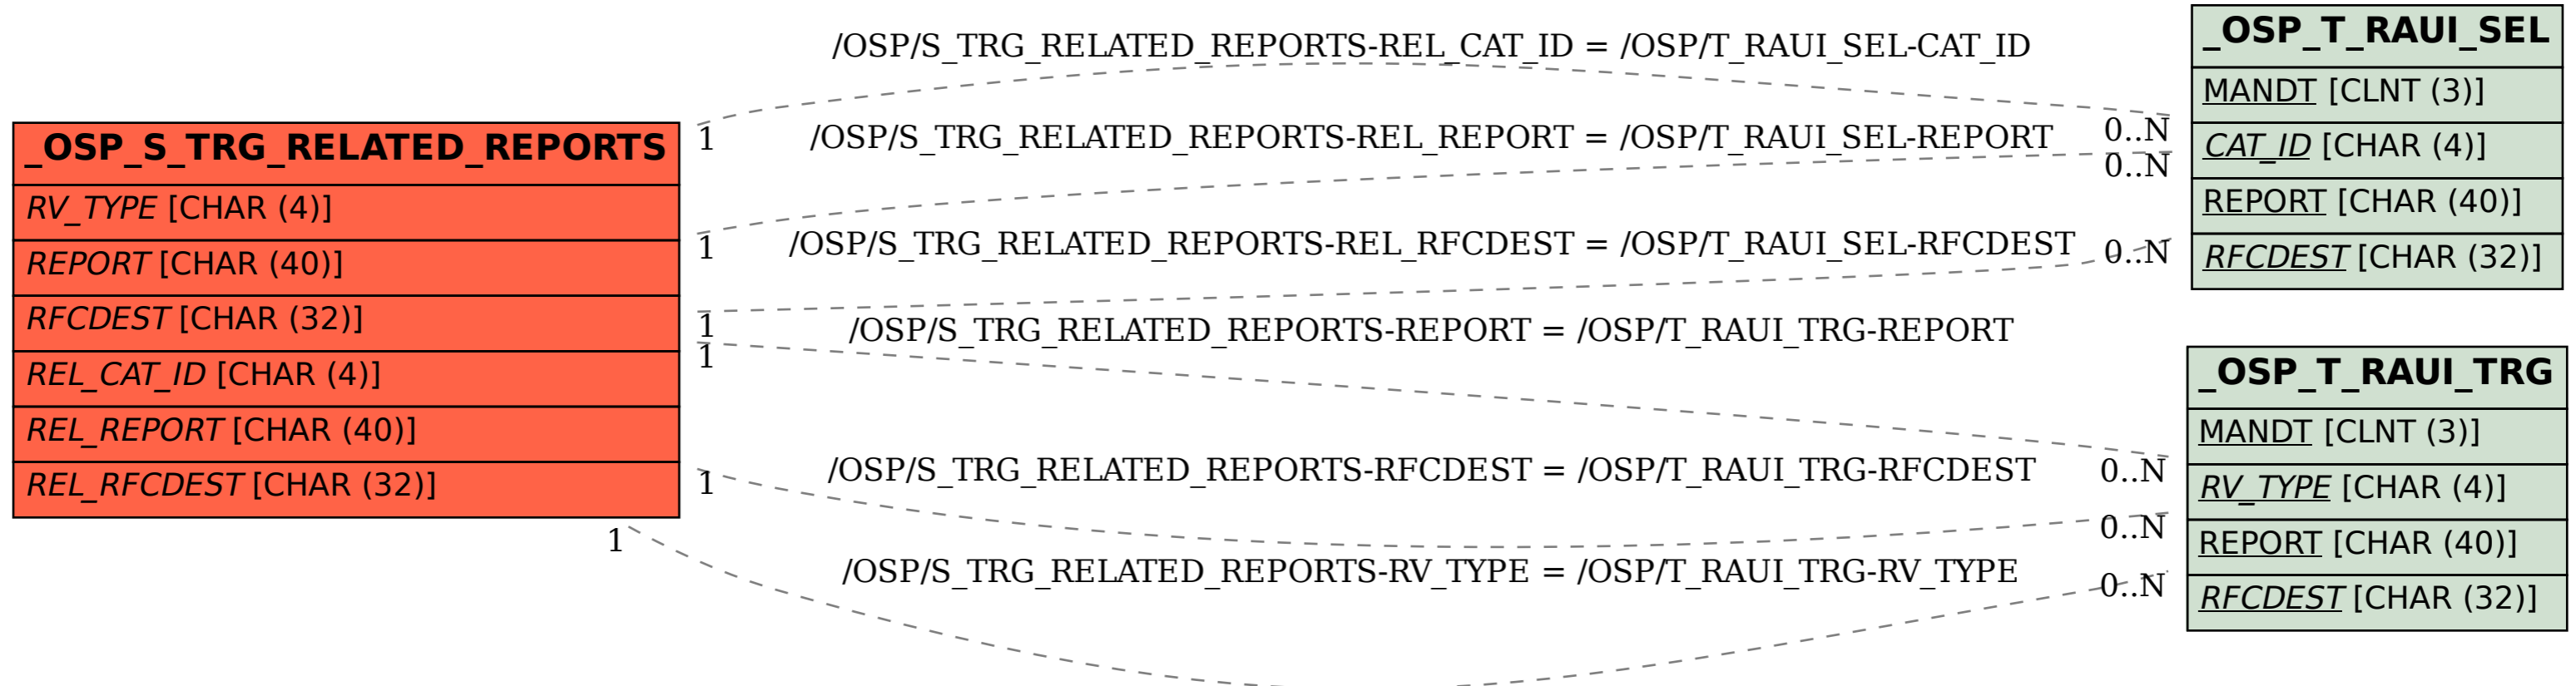 _OSP_S_TRG_RELATED_REPORTS
RV_TYPE [CHAR (4)]
REPORT [CHAR (40)]
RFCDEST [CHAR (32)]
REL_CAT_ID [CHAR (4)]
REL_REPORT [CHAR (40)]
REL_RFCDEST [CHAR (32)]
/OSP/S_TRG_RELATED_REPORTS-REL_CAT_ID = /OSP/T_RAUI_SEL-CAT_ID
1
0..N
/OSP/S_TRG_RELATED_REPORTS-REL_REPORT = /OSP/T_RAUI_SEL-REPORT
1
0..N
/OSP/S_TRG_RELATED_REPORTS-REL_RFCDEST = /OSP/T_RAUI_SEL-RFCDEST
1
0..N
/OSP/S_TRG_RELATED_REPORTS-REPORT = /OSP/T_RAUI_TRG-REPORT
1
0..N
/OSP/S_TRG_RELATED_REPORTS-RFCDEST = /OSP/T_RAUI_TRG-RFCDEST
1
0..N
/OSP/S_TRG_RELATED_REPORTS-RV_TYPE = /OSP/T_RAUI_TRG-RV_TYPE
1
0..N
_OSP_T_RAUI_SEL
MANDT [CLNT (3)]
CAT_ID [CHAR (4)]
REPORT [CHAR (40)]
RFCDEST [CHAR (32)]
_OSP_T_RAUI_TRG
MANDT [CLNT (3)]
RV_TYPE [CHAR (4)]
REPORT [CHAR (40)]
RFCDEST [CHAR (32)]